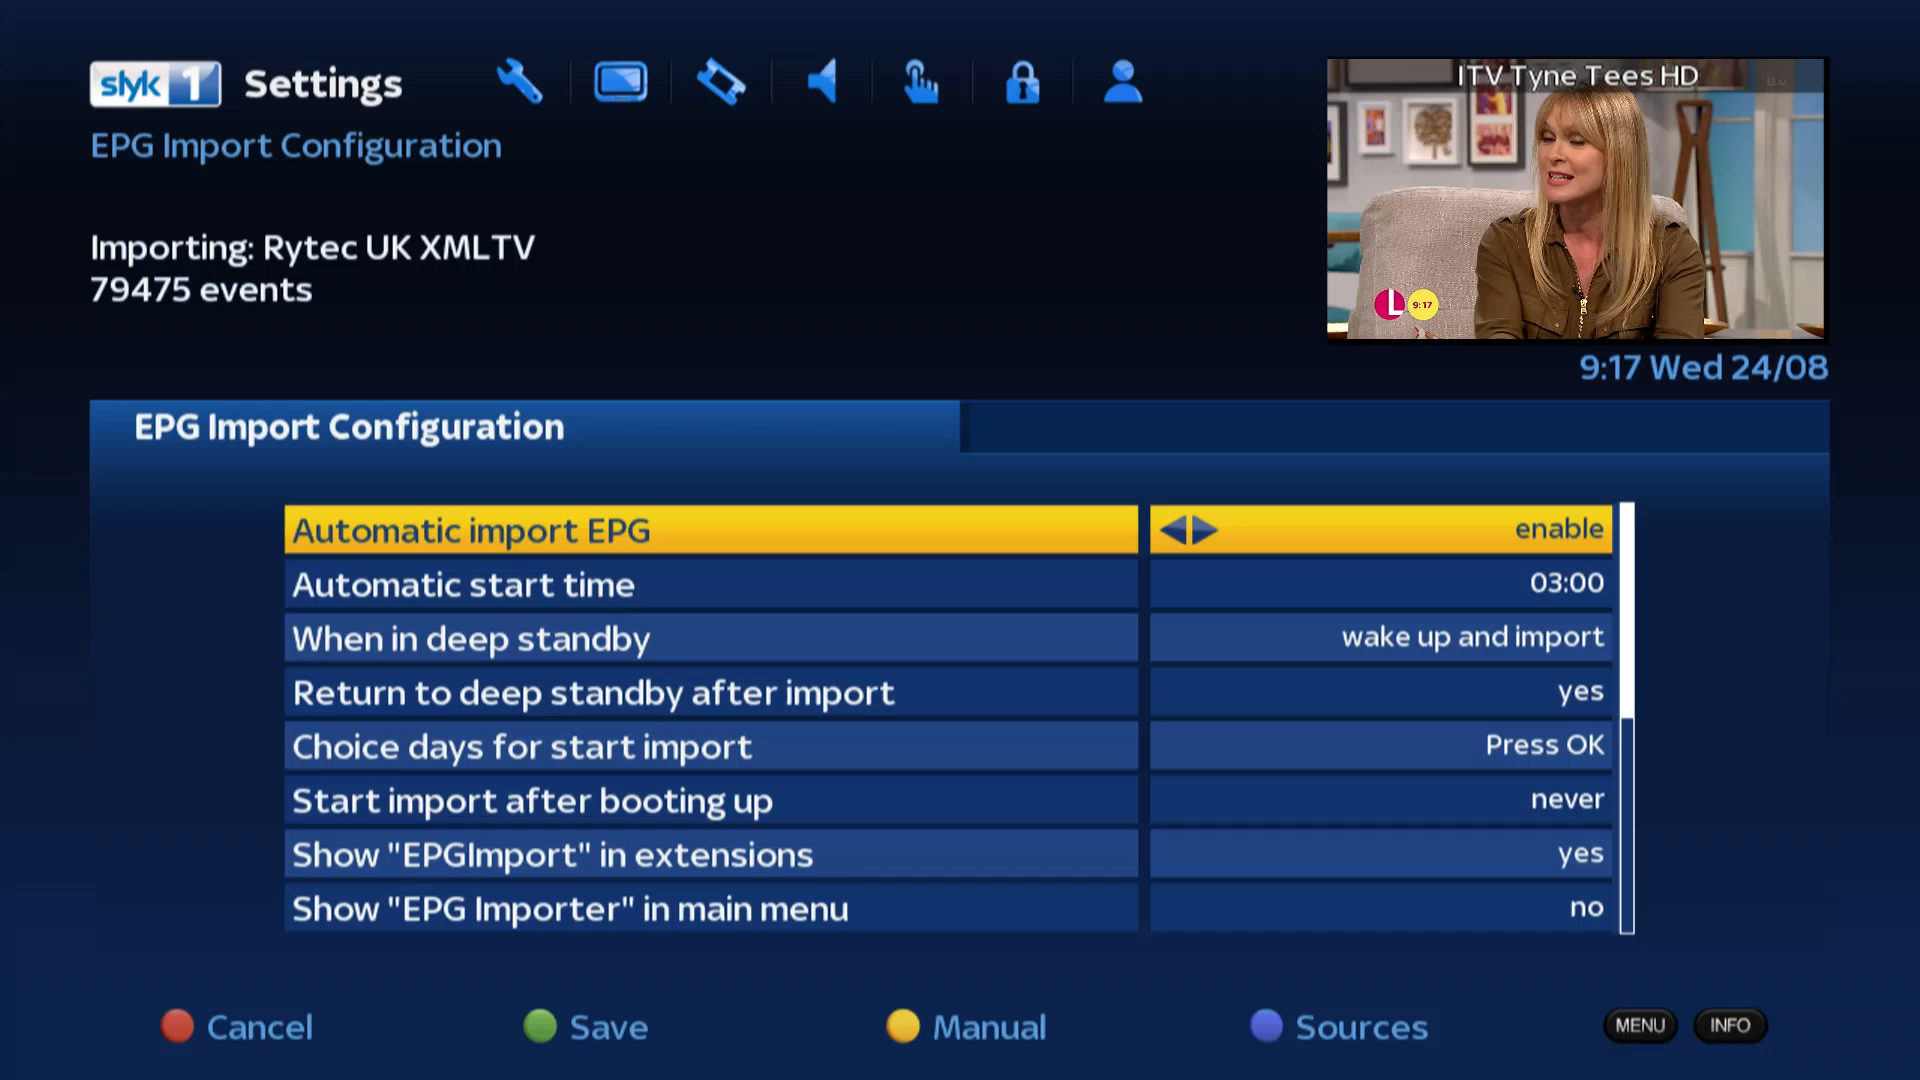 slyk 1 Settings
EPG Import Configuration
Importing: Rytec UK XMLTV
79475 events
ITV Tyne Tees HD
L 9:17
9:17 Wed 24/08
EPG Import Configuration
Automatic import EPG enable
Automatic start time 03:00
When in deep standby wake up and import
Return to deep standby after import yes
Choice days for start import Press OK
Start import after booting up never
Show "EPGImport" in extensions yes
Show "EPG Importer" in main menu no
Cancel Save Manual Sources MENU INFO